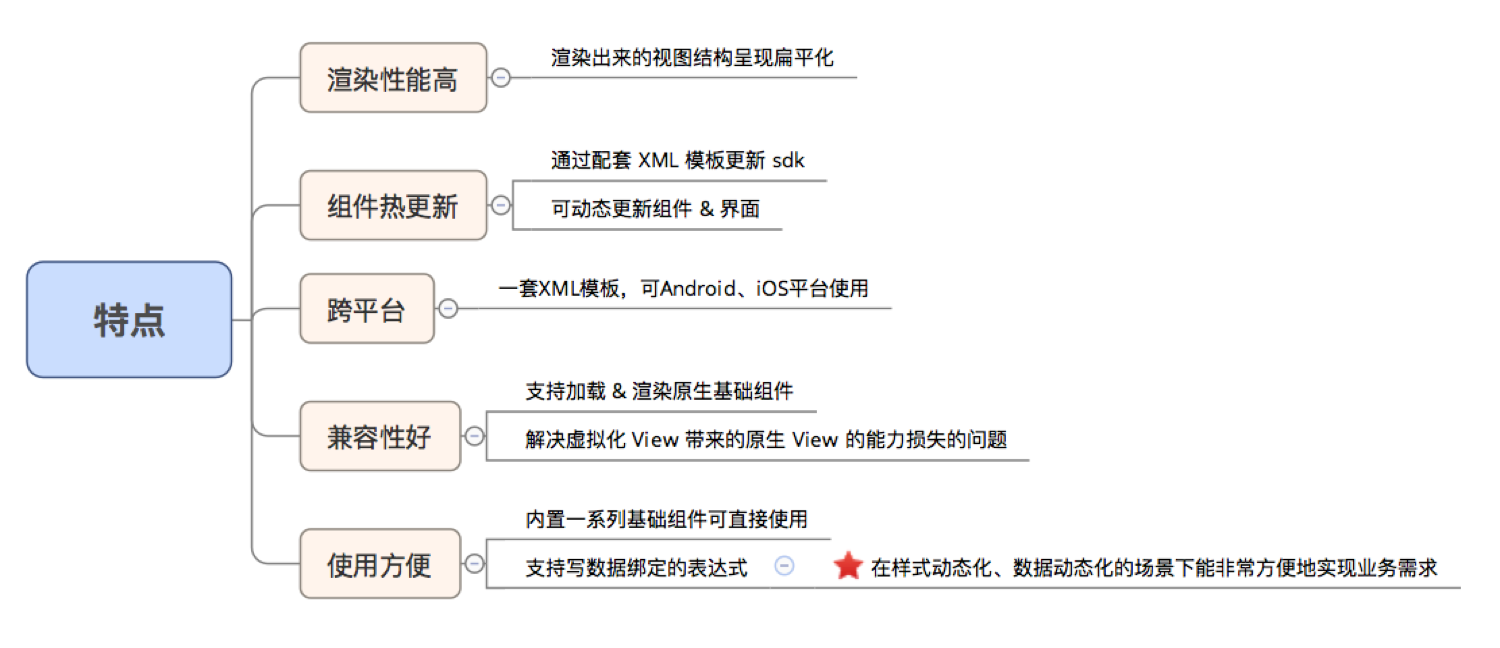 特点
渲染性能高
渲染出来的视图结构呈现扁平化
组件热更新
通过配套 XML 模板更新 sdk
可动态更新组件 & 界面
跨平台
一套XML模板，可Android、iOS平台使用
兼容性好
支持加载 & 渲染原生基础组件
解决虚拟化 View 带来的原生 View 的能力损失的问题
使用方便
内置一系列基础组件可直接使用
支持写数据绑定的表达式
在样式动态化、数据动态化的场景下能非常方便地实现业务需求